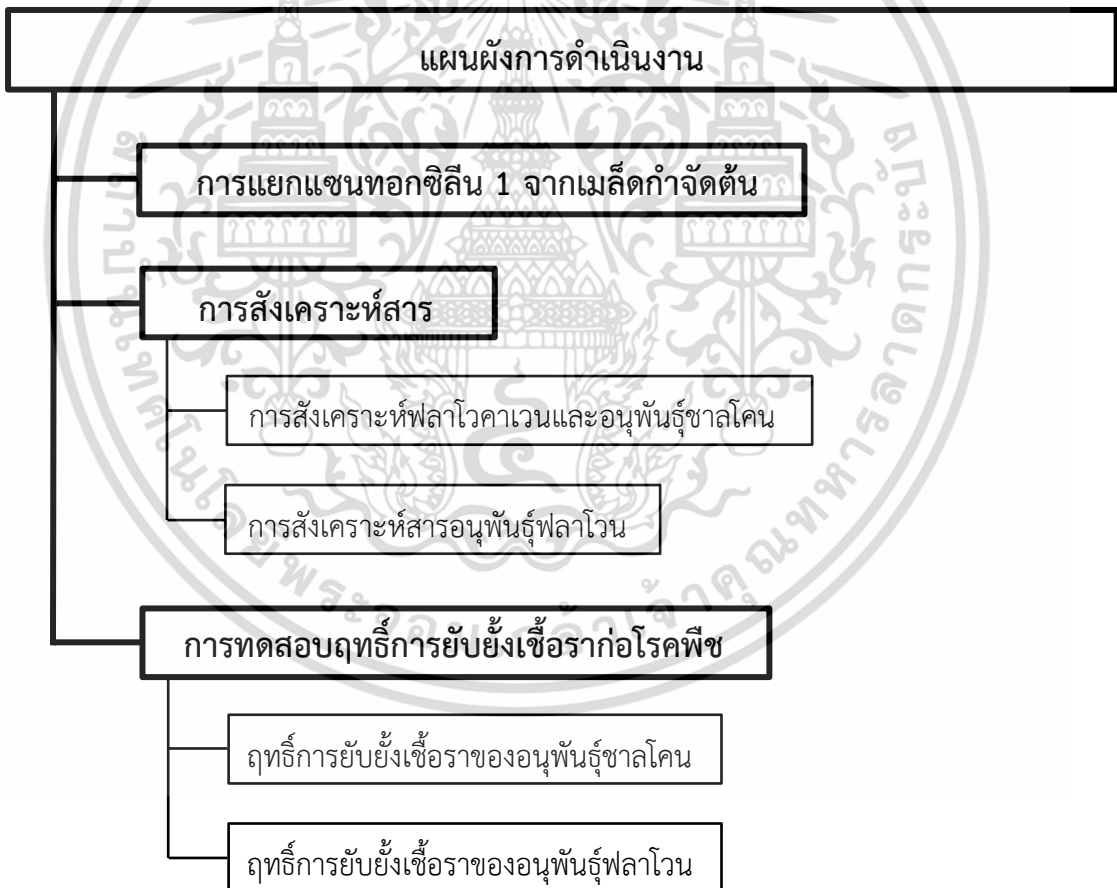 แผนผังการดำเนินงาน
การแยกแซนทอกซิลีน 1 จากเมล็ดกำจัดต้น
การสังเคราะห์สาร
การสังเคราะห์ฟลาโวคาเวนและอนุพันธุ์ชาลโคน
การสังเคราะห์สารอนุพันธุ์ฟลาโวน
การทดสอบฤทธิ์การยับยั้งเชื้อราก่อโรคพืช
ฤทธิ์การยับยั้งเชื้อราของอนุพันธุ์ชาลโคน
ฤทธิ์การยับยั้งเชื้อราของอนุพันธุ์ฟลาโวน